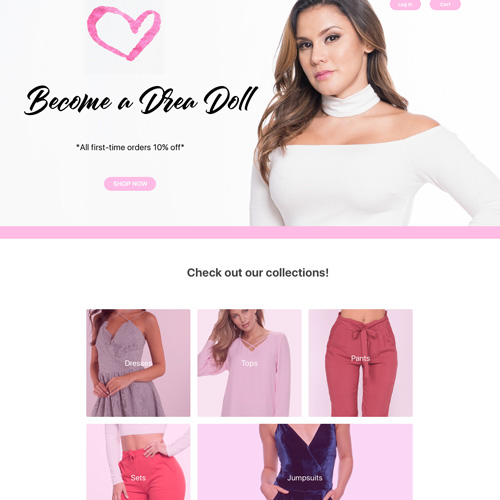 Log in
Cart
Become a Drea Doll
*All first-time orders 10% off*
SHOP NOW
Check out our collections!
Dresses
Tops
Pants
Sets
Jumpsuits